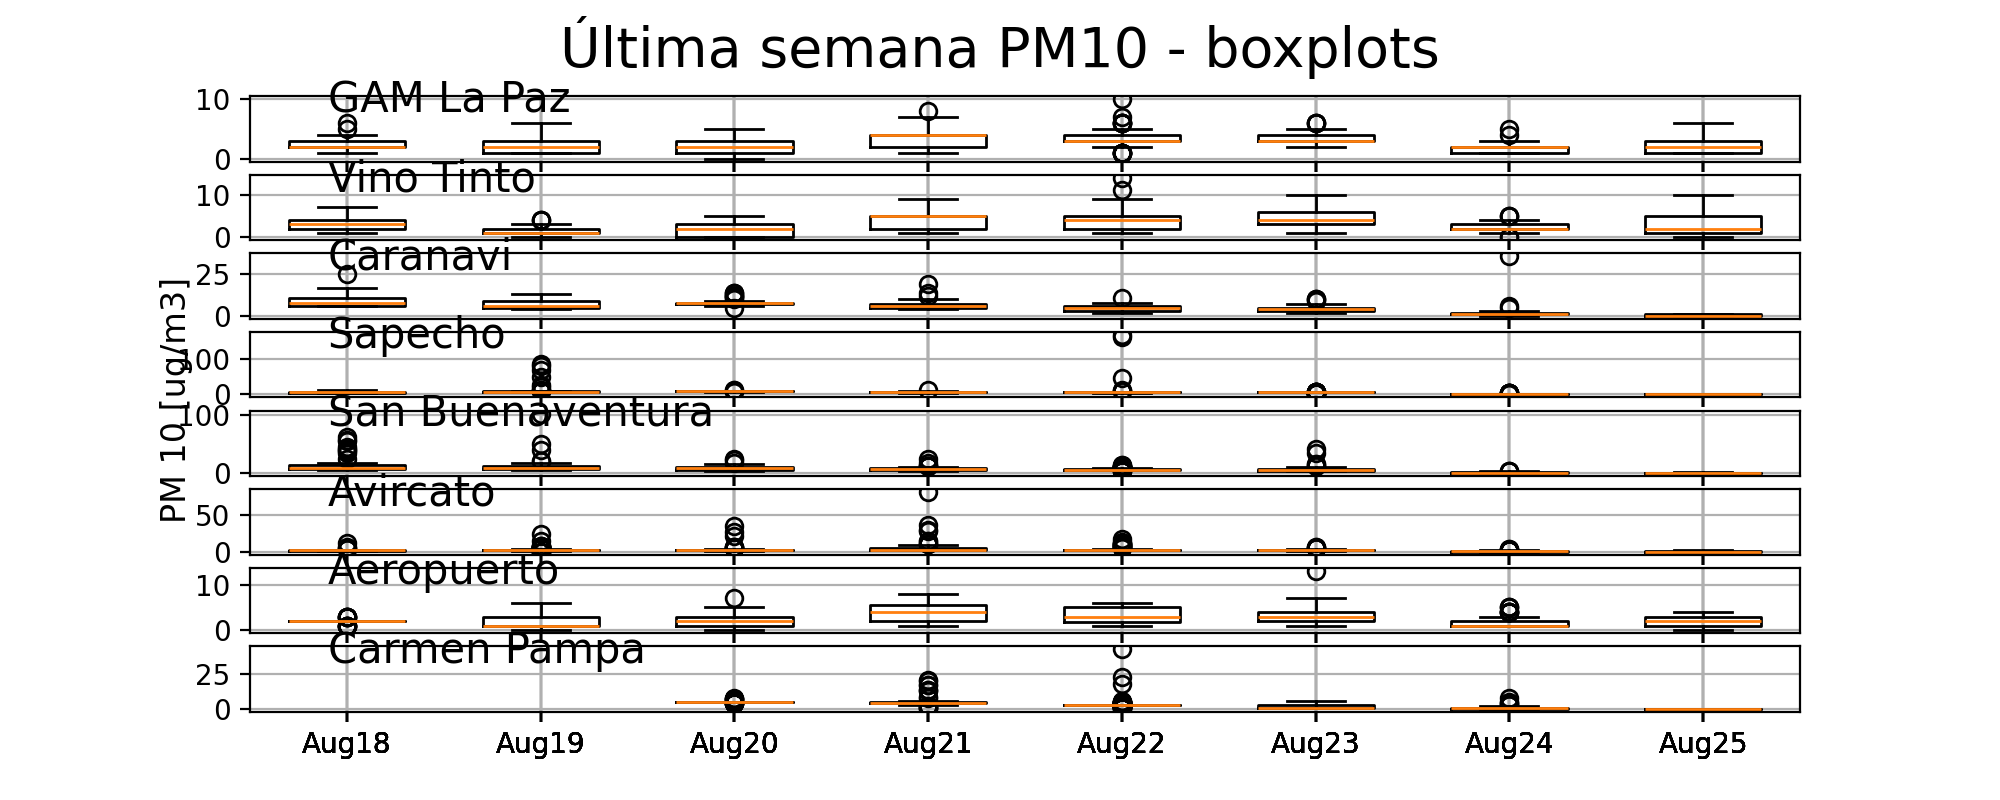 Última semana PM10 - boxplots
PM 10 [ug/m3]
GAM La Paz
10
0
Vino Tinto
10
0
Caranavi
25
0
Sapecho
100
0
San Buenaventura
100
0
Avircato
50
0
Aeropuerto
10
0
Carmen Pampa
25
0
Aug18 Aug19 Aug20 Aug21 Aug22 Aug23 Aug24 Aug25